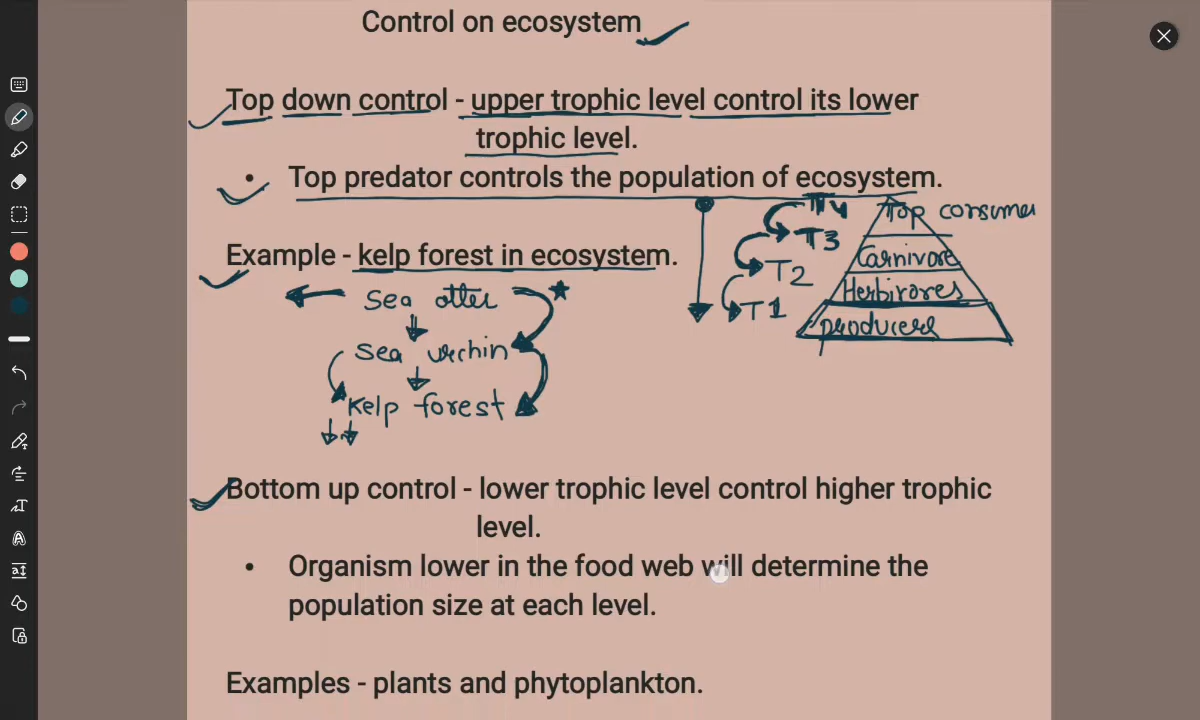 Control on ecosystem
Top down control - upper trophic level control its lower
trophic level.
• Top predator controls the population of ecosystem.
T4
Top consumer
T3
Example - kelp forest in ecosystem.
Carnivore
T2
Herbivores
Sea otter
T1
producers
Sea urchin
Kelp forest
Bottom up control - lower trophic level control higher trophic
level.
• Organism lower in the food web will determine the
population size at each level.
Examples - plants and phytoplankton.